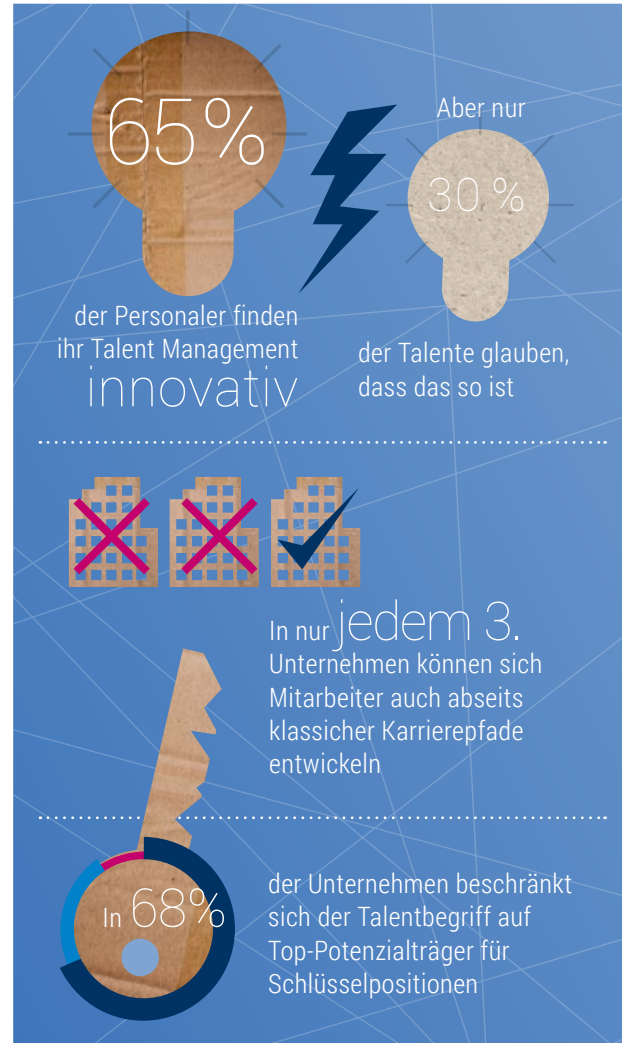 65%
der Personaler finden
ihr Talent Management
innovativ
Aber nur
30 %
der Talente glauben,
dass das so ist
In nur jedem 3.
Unternehmen können sich
Mitarbeiter auch abseits
klassicher Karrierepfade
entwickeln
In 68%
der Unternehmen beschränkt
sich der Talentbegriff auf
Top-Potenzialträger für
Schlüsselpositionen